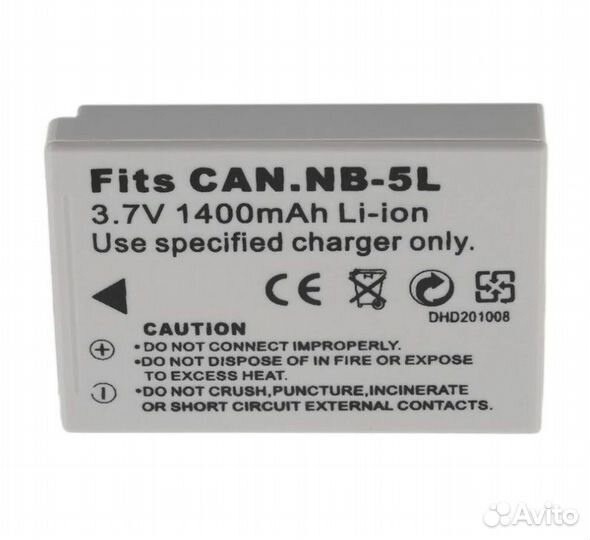 Fits CAN.NB-5L
3.7V 1400mAh Li-ion
Use specified charger only.
CE
DHD201008
CAUTION
•DO NOT CONNECT IMPROPERLY.
•DO NOT DISPOSE OF IN FIRE OR EXPOSE
TO EXCESS HEAT.
•DO NOT CRUSH,PUNCTURE,INCINERATE
OR SHORT CIRCUIT EXTERNAL CONTACTS.
Avito